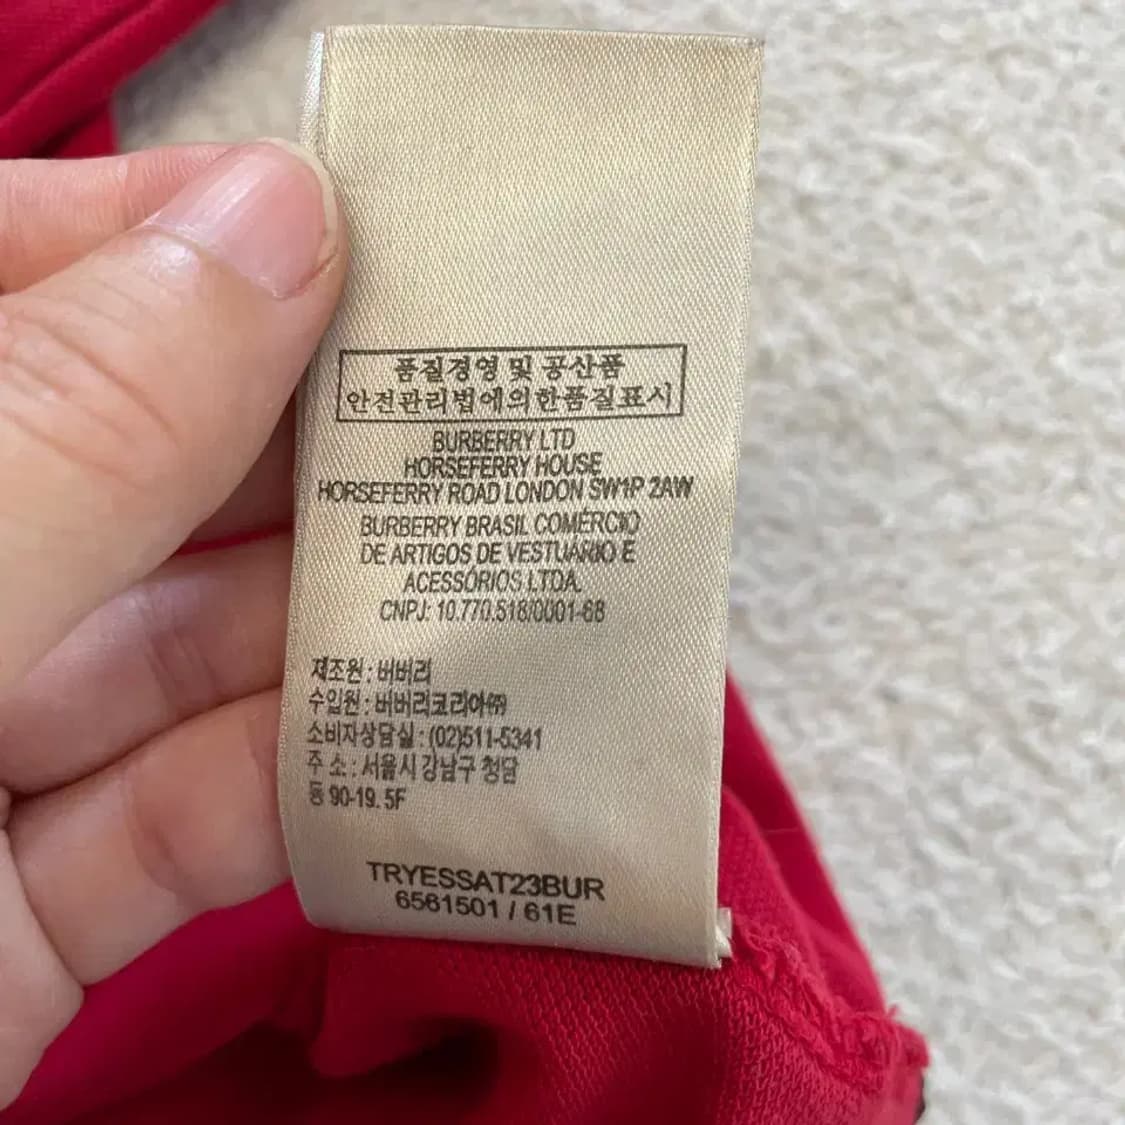 품질경영 및 공산품
안전관리법에의한품질표시
BURBERRY LTD
HORSEFERRY HOUSE
HORSEFERRY ROAD LONDON SW1P 2AW
BURBERRY BRASIL COMÉRCIO
DE ARTIGOS DE VESTUÁRIO E
ACESSÓRIOS LTDA.
CNPJ: 10.770.518/0001-68
제조원 : 버버리
수입원 : 버버리코리아㈜
소비자상담실 : (02)511-5341
주 소 : 서울시 강남구 청담
동 90-19. 5F
TRYESSAT23BUR
6561501 / 61E